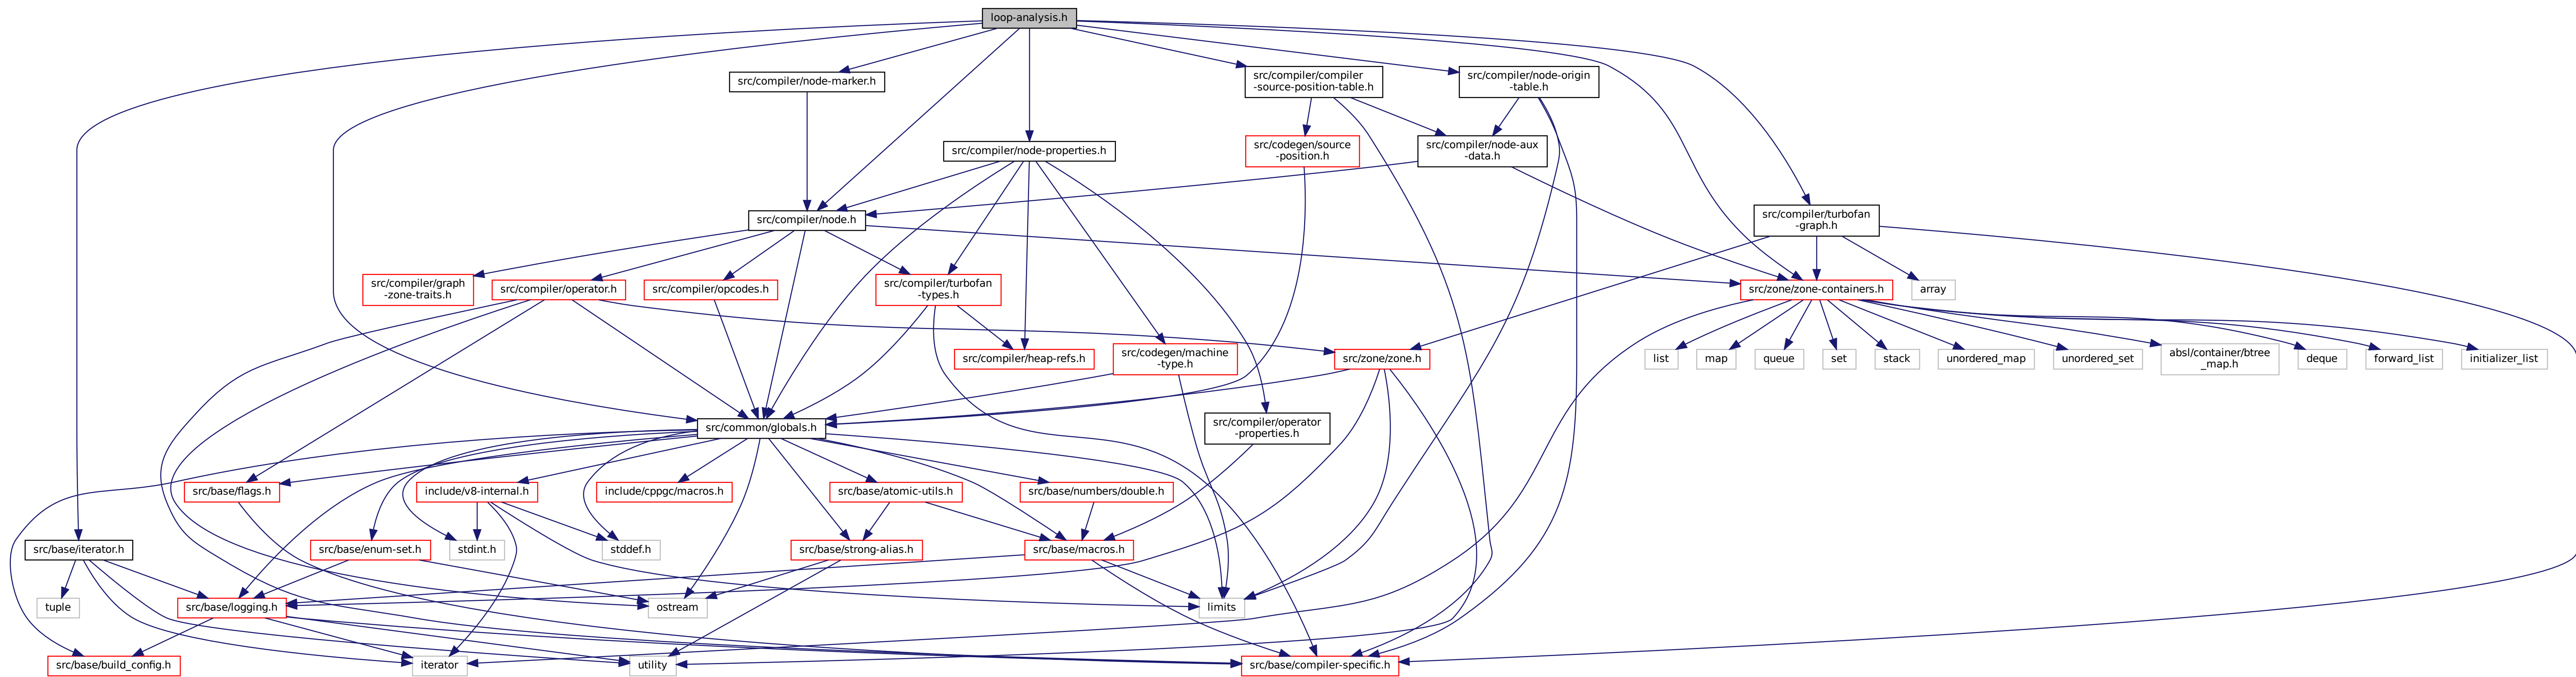 loop-analysis.h
src/compiler/node-marker.h
src/compiler/compiler
-source-position-table.h
src/compiler/node-origin
-table.h
src/compiler/node-properties.h
src/codegen/source
-position.h
src/compiler/node-aux
-data.h
src/compiler/node.h
src/compiler/turbofan
-graph.h
src/compiler/graph
-zone-traits.h
src/compiler/operator.h
src/compiler/opcodes.h
src/compiler/turbofan
-types.h
src/zone/zone-containers.h
array
src/compiler/heap-refs.h
src/codegen/machine
-type.h
src/zone/zone.h
list
map
queue
set
stack
unordered_map
unordered_set
absl/container/btree
_map.h
deque
forward_list
initializer_list
src/common/globals.h
src/compiler/operator
-properties.h
src/base/flags.h
include/v8-internal.h
include/cppgc/macros.h
src/base/atomic-utils.h
src/base/numbers/double.h
src/base/iterator.h
src/base/enum-set.h
stdint.h
stddef.h
src/base/strong-alias.h
src/base/macros.h
tuple
src/base/logging.h
ostream
limits
src/base/build_config.h
iterator
utility
src/base/compiler-specific.h